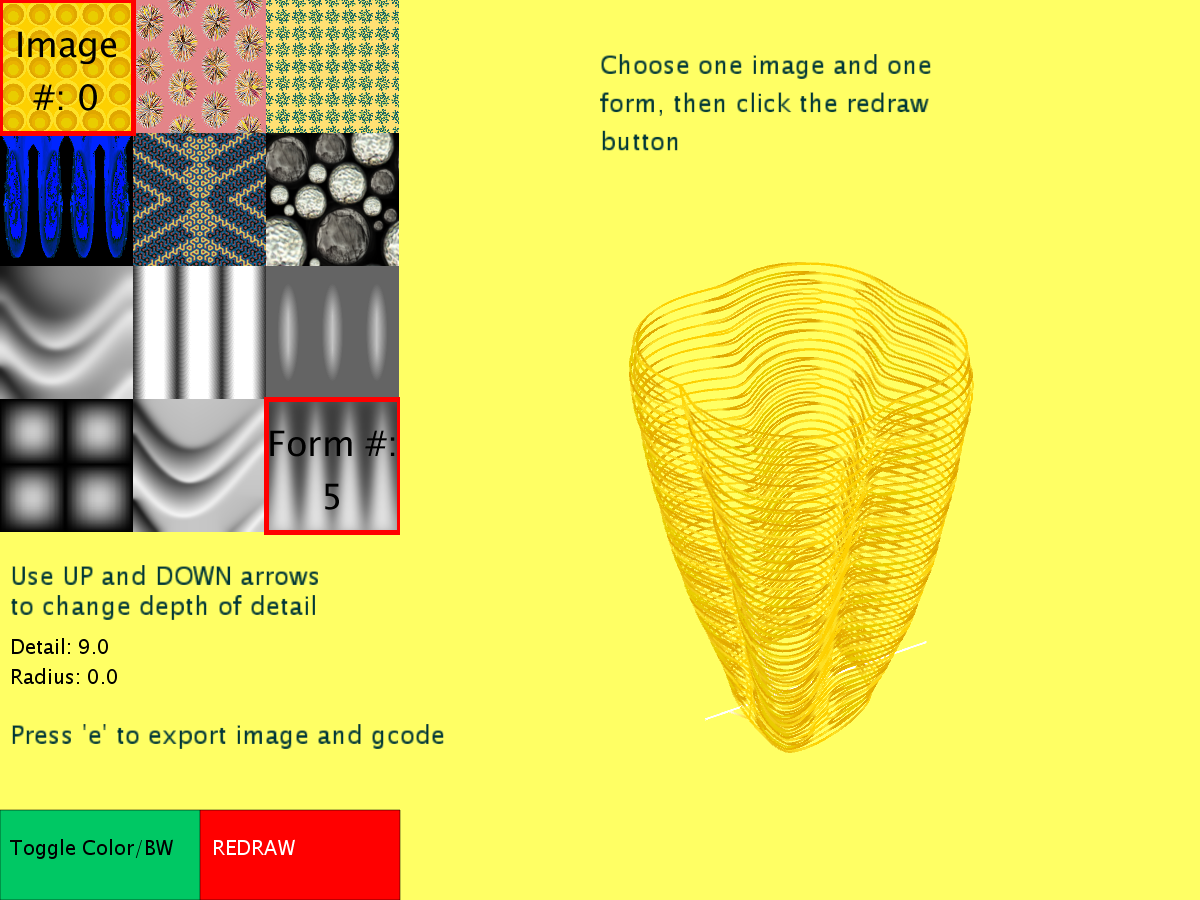 Image
#: 0
Choose one image and one
form, then click the redraw
button
Form #:
5
Use UP and DOWN arrows
to change depth of detail
Detail: 9.0
Radius: 0.0
Press 'e' to export image and gcode
Toggle Color/BW
REDRAW